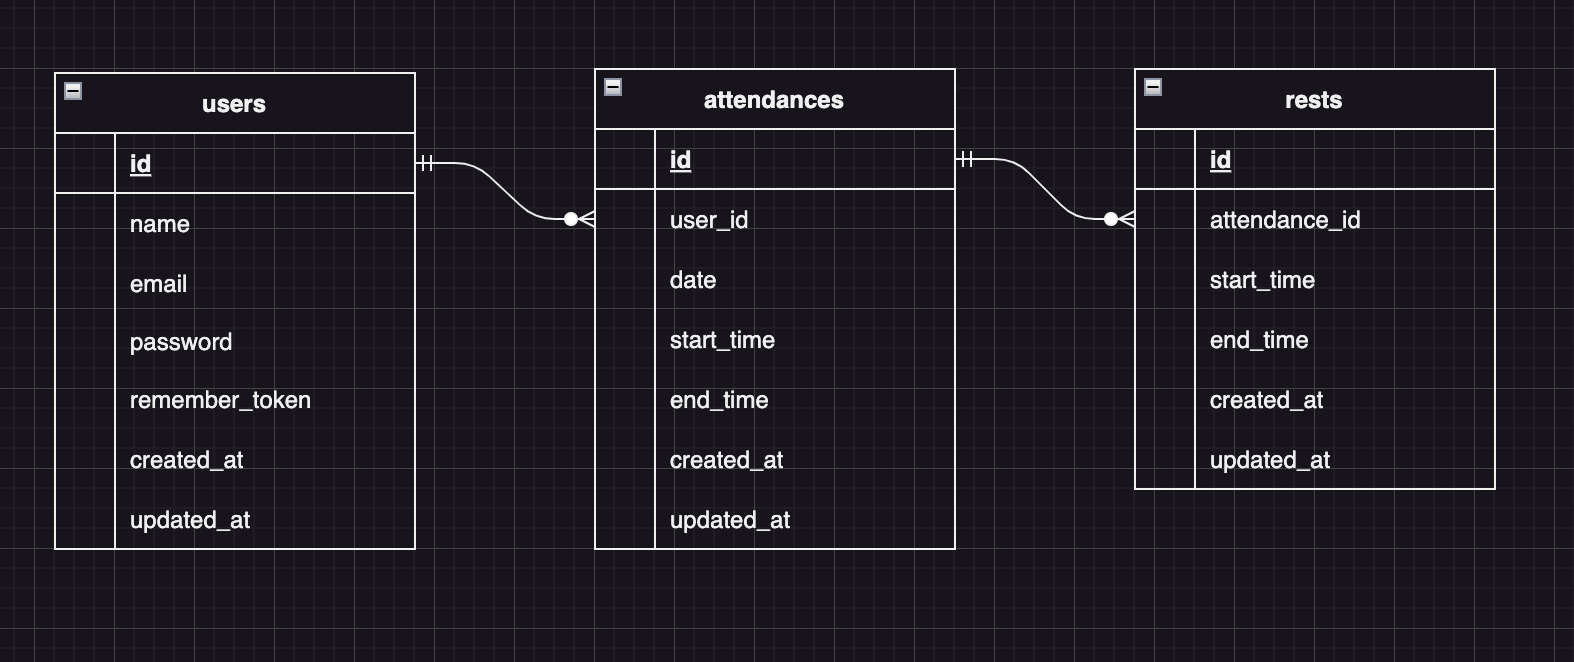 users
id
name
email
password
remember_token
created_at
updated_at
attendances
id
user_id
date
start_time
end_time
created_at
updated_at
rests
id
attendance_id
start_time
end_time
created_at
updated_at